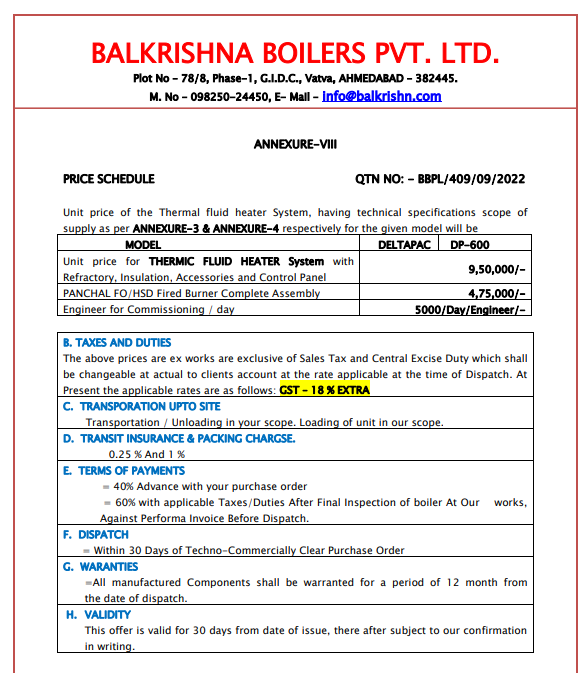 BALKRISHNA BOILERS PVT. LTD.
Plot No – 78/8, Phase-1, G.I.D.C., Vatva, AHMEDABAD – 382445.
M. No – 098250-24450, E- Mail – info@balkrishn.com
ANNEXURE-VIII
PRICE SCHEDULE QTN NO: - BBPL/409/09/2022
Unit price of the Thermal fluid heater System, having technical specifications scope of
supply as per ANNEXURE-3 & ANNEXURE-4 respectively for the given model will be
MODEL DELTAPAC DP-600
Unit price for THERMIC FLUID HEATER System with
Refractory, Insulation, Accessories and Control Panel 9,50,000/-
PANCHAL FO/HSD Fired Burner Complete Assembly 4,75,000/-
Engineer for Commissioning / day 5000/Day/Engineer/-
B. TAXES AND DUTIES
The above prices are ex works are exclusive of Sales Tax and Central Excise Duty which shall
be changeable at actual to clients account at the rate applicable at the time of Dispatch. At
Present the applicable rates are as follows: GST – 18 % EXTRA
C. TRANSPORATION UPTO SITE
Transportation / Unloading in your scope. Loading of unit in our scope.
D. TRANSIT INSURANCE & PACKING CHARGSE.
0.25 % And 1 %
E. TERMS OF PAYMENTS
= 40% Advance with your purchase order
= 60% with applicable Taxes/Duties After Final Inspection of boiler At Our works,
Against Performa Invoice Before Dispatch.
F. DISPATCH
= Within 30 Days of Techno-Commercially Clear Purchase Order
G. WARANTIES
=All manufactured Components shall be warranted for a period of 12 month from
the date of dispatch.
H. VALIDITY
This offer is valid for 30 days from date of issue, there after subject to our confirmation
in writing.